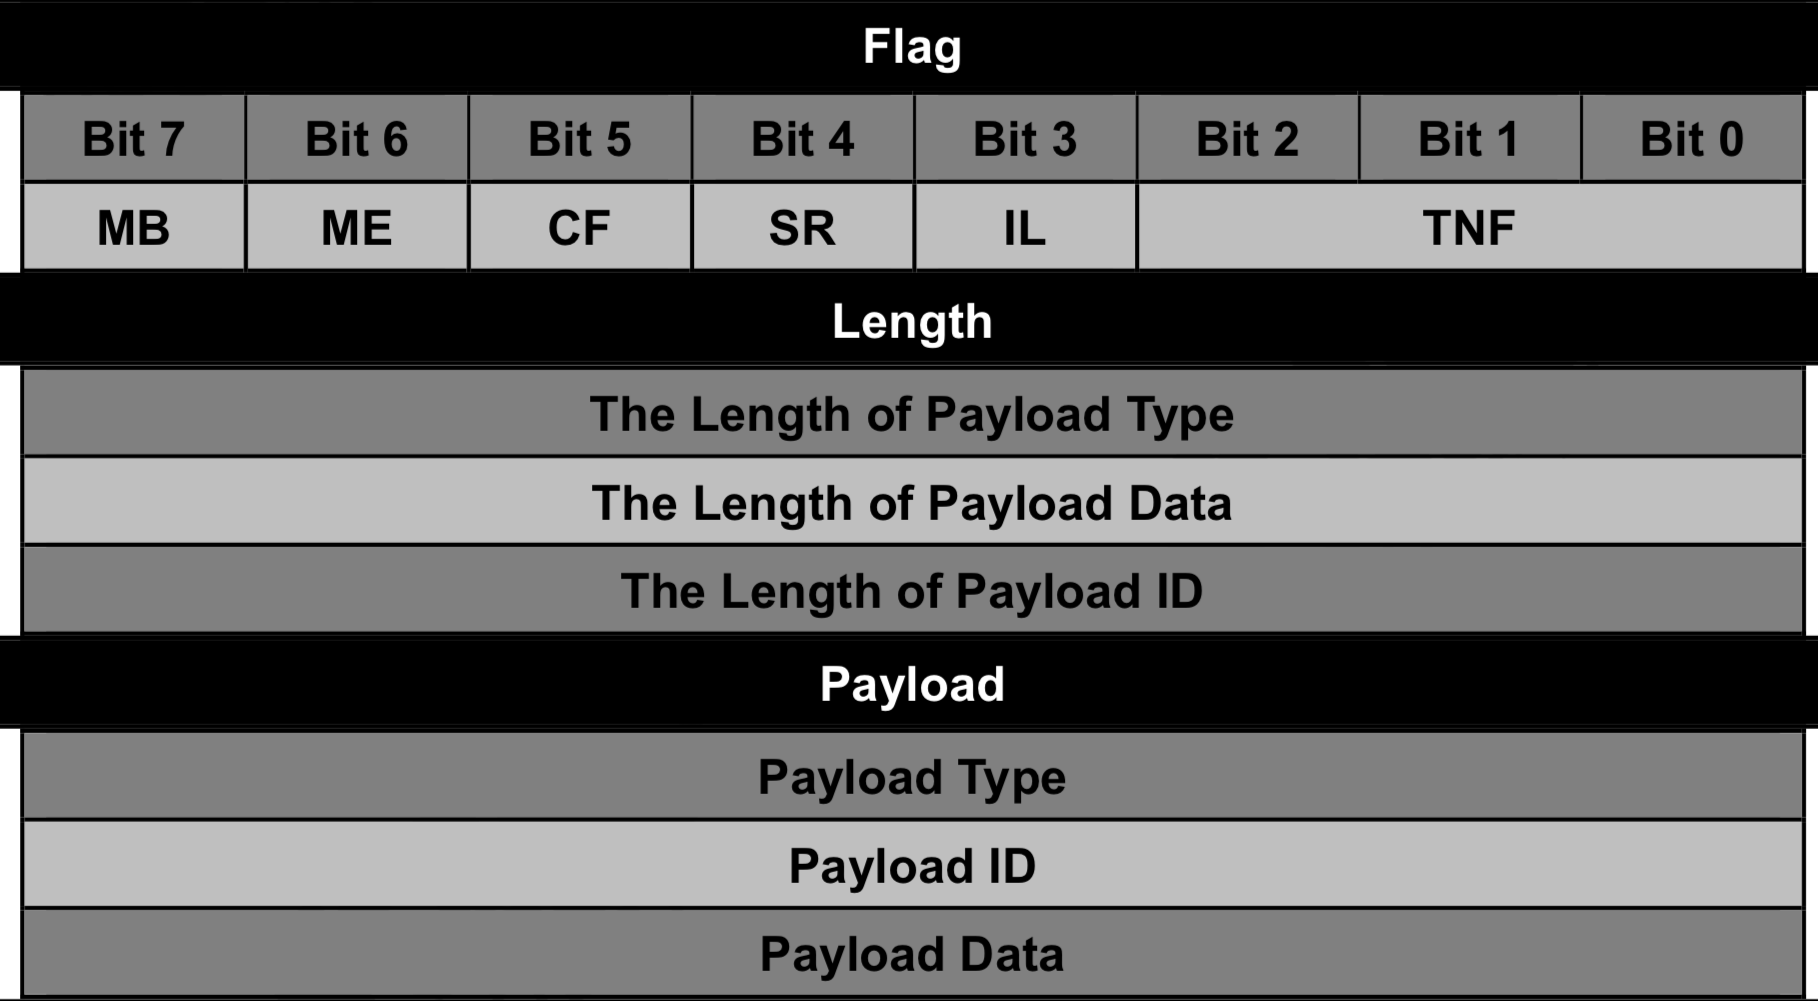 Flag
Bit 7 Bit 6 Bit 5 Bit 4 Bit 3 Bit 2 Bit 1 Bit 0
MB ME CF SR IL TNF
Length
The Length of Payload Type
The Length of Payload Data
The Length of Payload ID
Payload
Payload Type
Payload ID
Payload Data